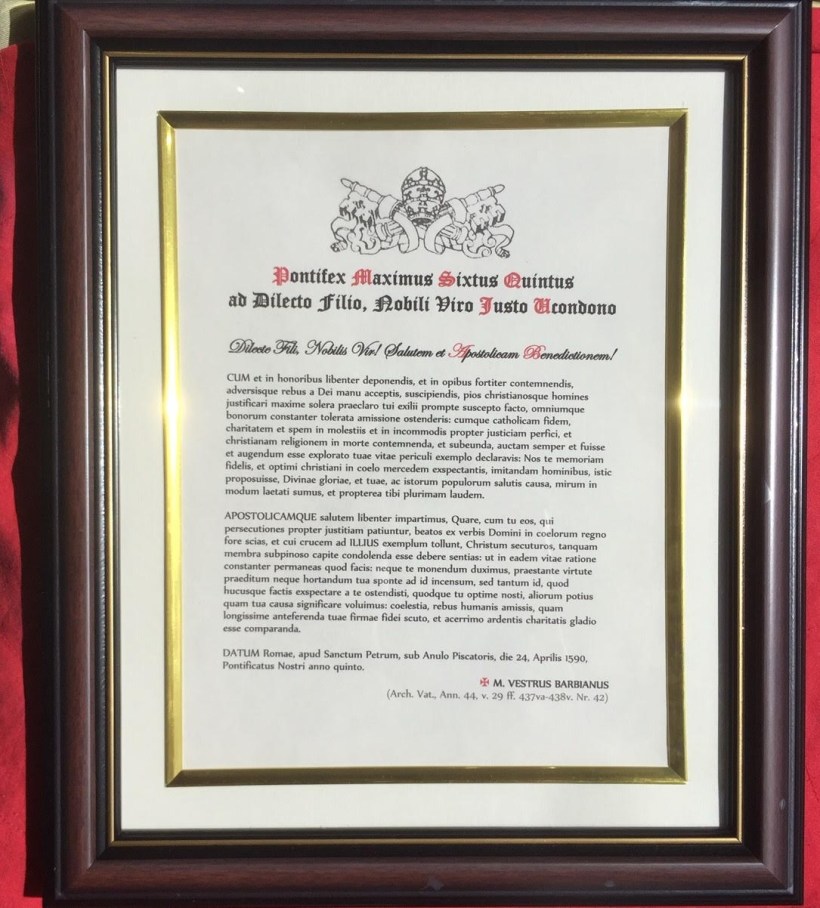 Pontifex Maximus Sixtus Quintus
ad Dilecto Filio, Nobili Viro Justo Ucondono
Dilecte Fili, Nobilis Vir! Salutem et Apostolicam Benedictionem!
CUM et in honoribus libenter deponendis, et in opibus fortiter contemnendis,
adversisque rebus a Dei manu acceptis, suscipiendis, pios christianosque homines
justificari maxime solera praeclaro tui exilii prompte suscepto facto, omniumque
bonorum constanter tolerata amissione ostenderis: cumque catholicam fidem,
charitatem et spem in molestiis et in incommodis propter justiciam perfici, et
christianam religionem in morte contemnenda, et subeunda, auctam semper et fuisse
et augendum esse explorato tuae vitae periculi exemplo declaravis: Nos te memoriam
fidelis, et optimi christiani in coelo mercedem exspectantis, imitandam hominibus, istic
proposuisse, Divinae gloriae, et tuae, ac istorum populorum salutis causa, mirum in
modum laetati sumus, et propterea tibi plurimam laudem.
APOSTOLICAMQUE salutem libenter impartimus, Quare, cum tu eos, qui
persecutiones propter justitiam patiuntur, beatos ex verbis Domini in coelorum regno
fore scias, et cui crucem ad ILLIUS exemplum tollunt, Christum secuturos, tanquam
membra subpinoso capite condolenda esse debere sentias: ut in eadem vitae ratione
constanter permaneas quod facis: neque te monendum duximus, praestante virtute
praeditum neque hortandum tua sponte ad id incensum, sed tantum id, quod
hucusque factis exspectare a te ostendisti, quodque tu optime nosti, aliorum potius
quam tua causa significare voluimus: coelestia, rebus humanis amissis, quam
longissime anteferenda tuae firmae fidei scuto, et acerrimo ardentis charitatis gladio
esse comparanda.
DATUM Romae, apud Sanctum Petrum, sub Anulo Piscatoris, die 24, Aprilis 1590,
Pontificatus Nostri anno quinto.
✠ M. VESTRUS BARBIANUS
(Arch. Vat., Ann. 44, v. 29 ff. 437va-438v. Nr. 42)